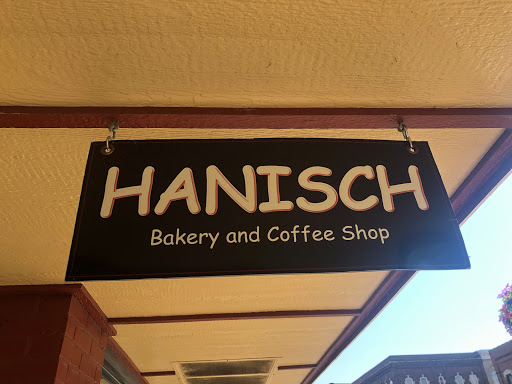 HANISCH
Bakery and Coffee Shop